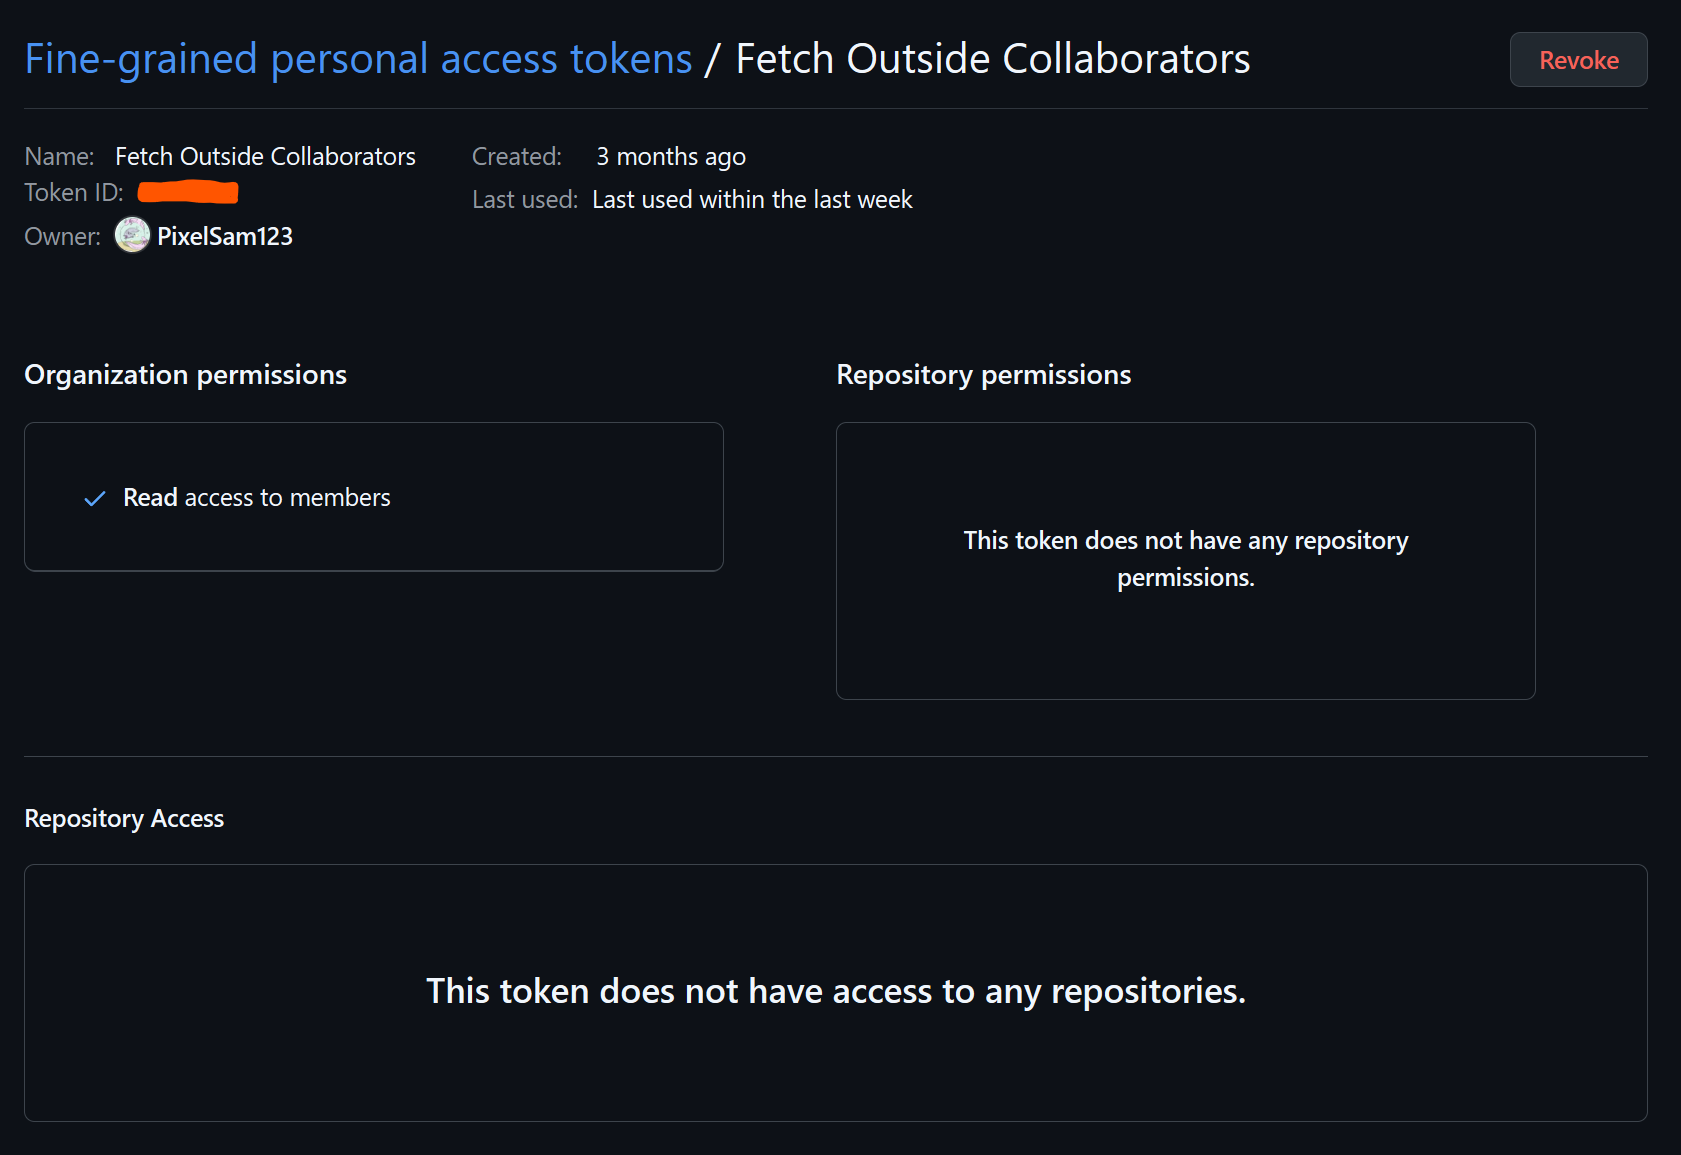 Fine-grained personal access tokens / Fetch Outside Collaborators
Revoke
Name: Fetch Outside Collaborators
Token ID:
Owner: PixelSam123
Created: 3 months ago
Last used: Last used within the last week
Organization permissions
Read access to members
Repository permissions
This token does not have any repository
permissions.
Repository Access
This token does not have access to any repositories.